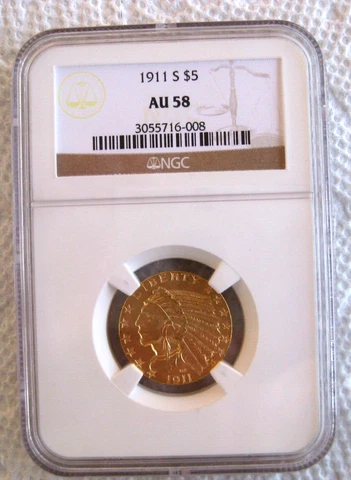 1911 S $5
AU 58
3055716-008
NGC
LIBERTY
1911